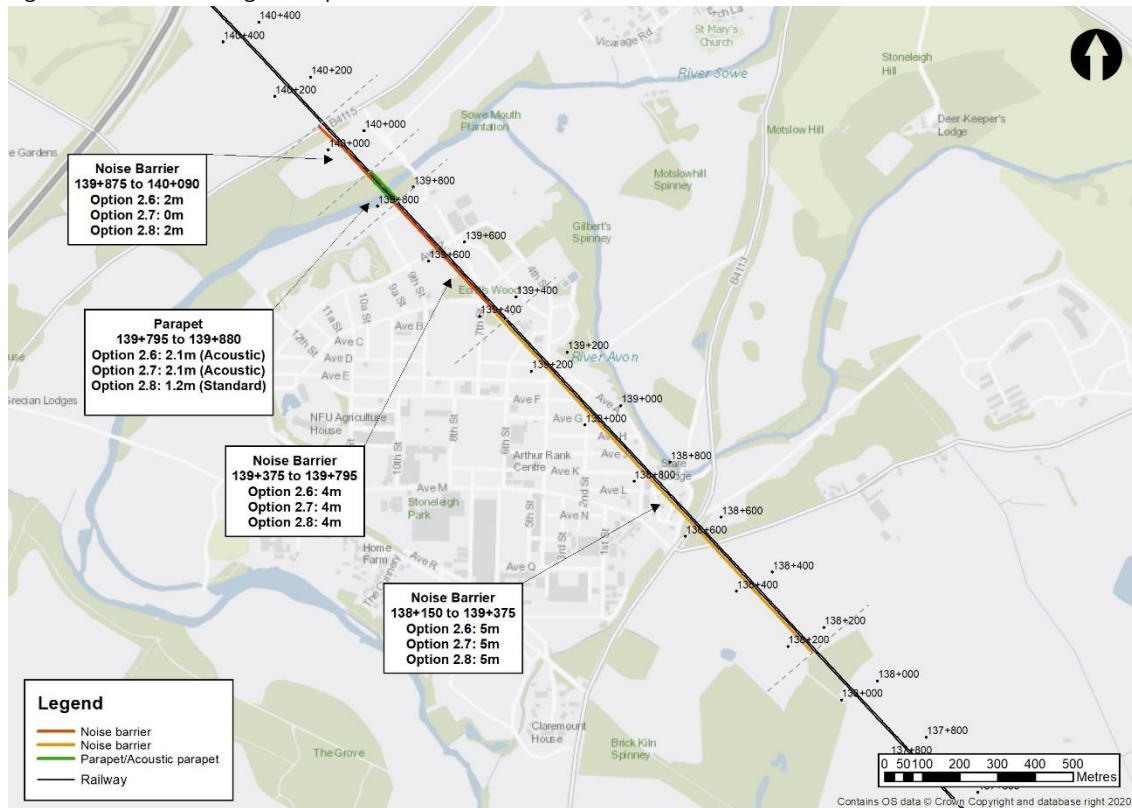 140+400
140+400
140+200
140+200
B4115
140+000
140+000
Vicarage Rd
St Mary's
Church
River Sowe
Sowe Mouth
Plantation
Stoneleigh
Hill
Deer-Keeper's
Lodge
Motslow Hill
Motslowhill
Spinney
Gilbert's
Spinney
B4113
e Gardens
Noise Barrier
139+875 to 140+090
Option 2.6: 2m
Option 2.7: 0m
Option 2.8: 2m
139+800
139+800
139+600
139+600
4th St
9th St
9a St
10a St
11a St
12th St
139+400
139+400
Ave B
Ave C
Ave D
Ave E
Parapet
139+795 to 139+880
Option 2.6: 2.1m (Acoustic)
Option 2.7: 2.1m (Acoustic)
Option 2.8: 1.2m (Standard)
139+200
139+200
River Avon
Grecian Lodges
NFU Agriculture
House
Ave F
Ave G
139+000
139+000
10th St
8th St
6th St
Arthur Rank
Centre
Ave K
Ave L
2nd St
138+800
138+800
Noise Barrier
139+375 to 139+795
Option 2.6: 4m
Option 2.7: 4m
Option 2.8: 4m
Ave M
Stoneleigh
Park
5th St
Ave N
3rd St
1st St
138+600
138+600
Home
Farm
The Cunnery
Ave R
Ave Q
138+400
138+400
Noise Barrier
138+150 to 139+375
Option 2.6: 5m
Option 2.7: 5m
Option 2.8: 5m
138+200
138+200
138+000
138+000
Claremount
House
The Grove
Brick Kiln
Spinney
137+800
137+800
Legend
Noise barrier
Noise barrier
Parapet/Acoustic parapet
Railway
0 50100 200 300 400 500
Metres
Contains OS data © Crown Copyright and database right 2020